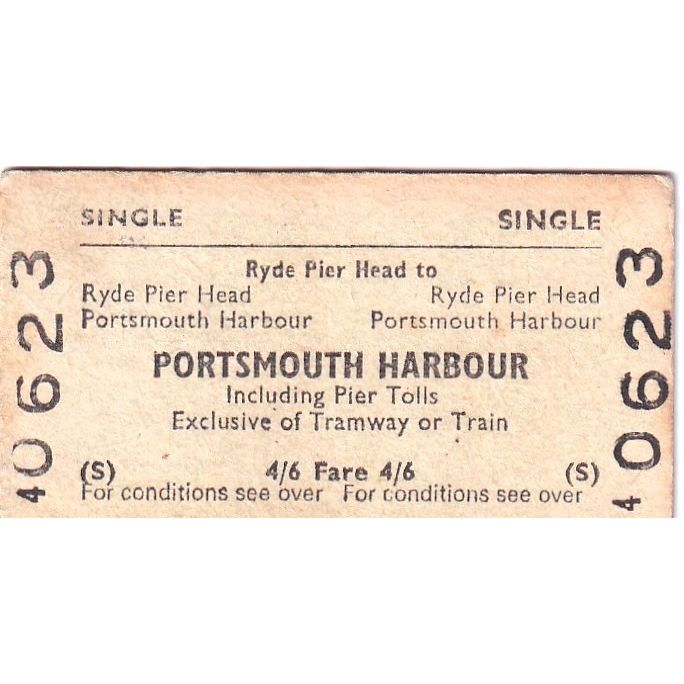 SINGLE SINGLE
Ryde Pier Head to
Ryde Pier Head Ryde Pier Head
Portsmouth Harbour Portsmouth Harbour
PORTSMOUTH HARBOUR
Including Pier Tolls
Exclusive of Tramway or Train
(S) 4/6 Fare 4/6 (S)
For conditions see over For conditions see over
40623
40623